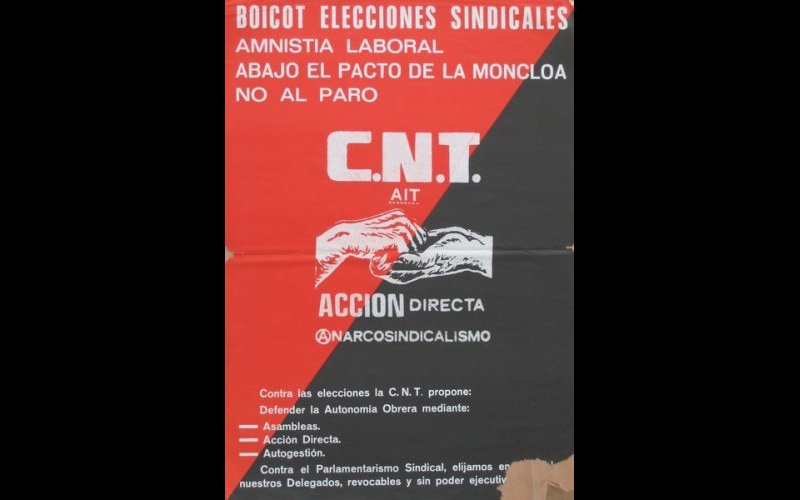 BOICOT ELECCIONES SINDICALES
AMNISTIA LABORAL
ABAJO EL PACTO DE LA MONCLOA
NO AL PARO
C.N.T.
AIT
ACCION DIRECTA
ⒶNARCOSINDICALISMO
Contra las elecciones la C.N.T. propone:
Defender la Autonomía Obrera mediante:
— Asambleas.
— Acción Directa.
— Autogestión.
Contra el Parlamentarismo Sindical, elijamos en
nuestros Delegados, revocables y sin poder